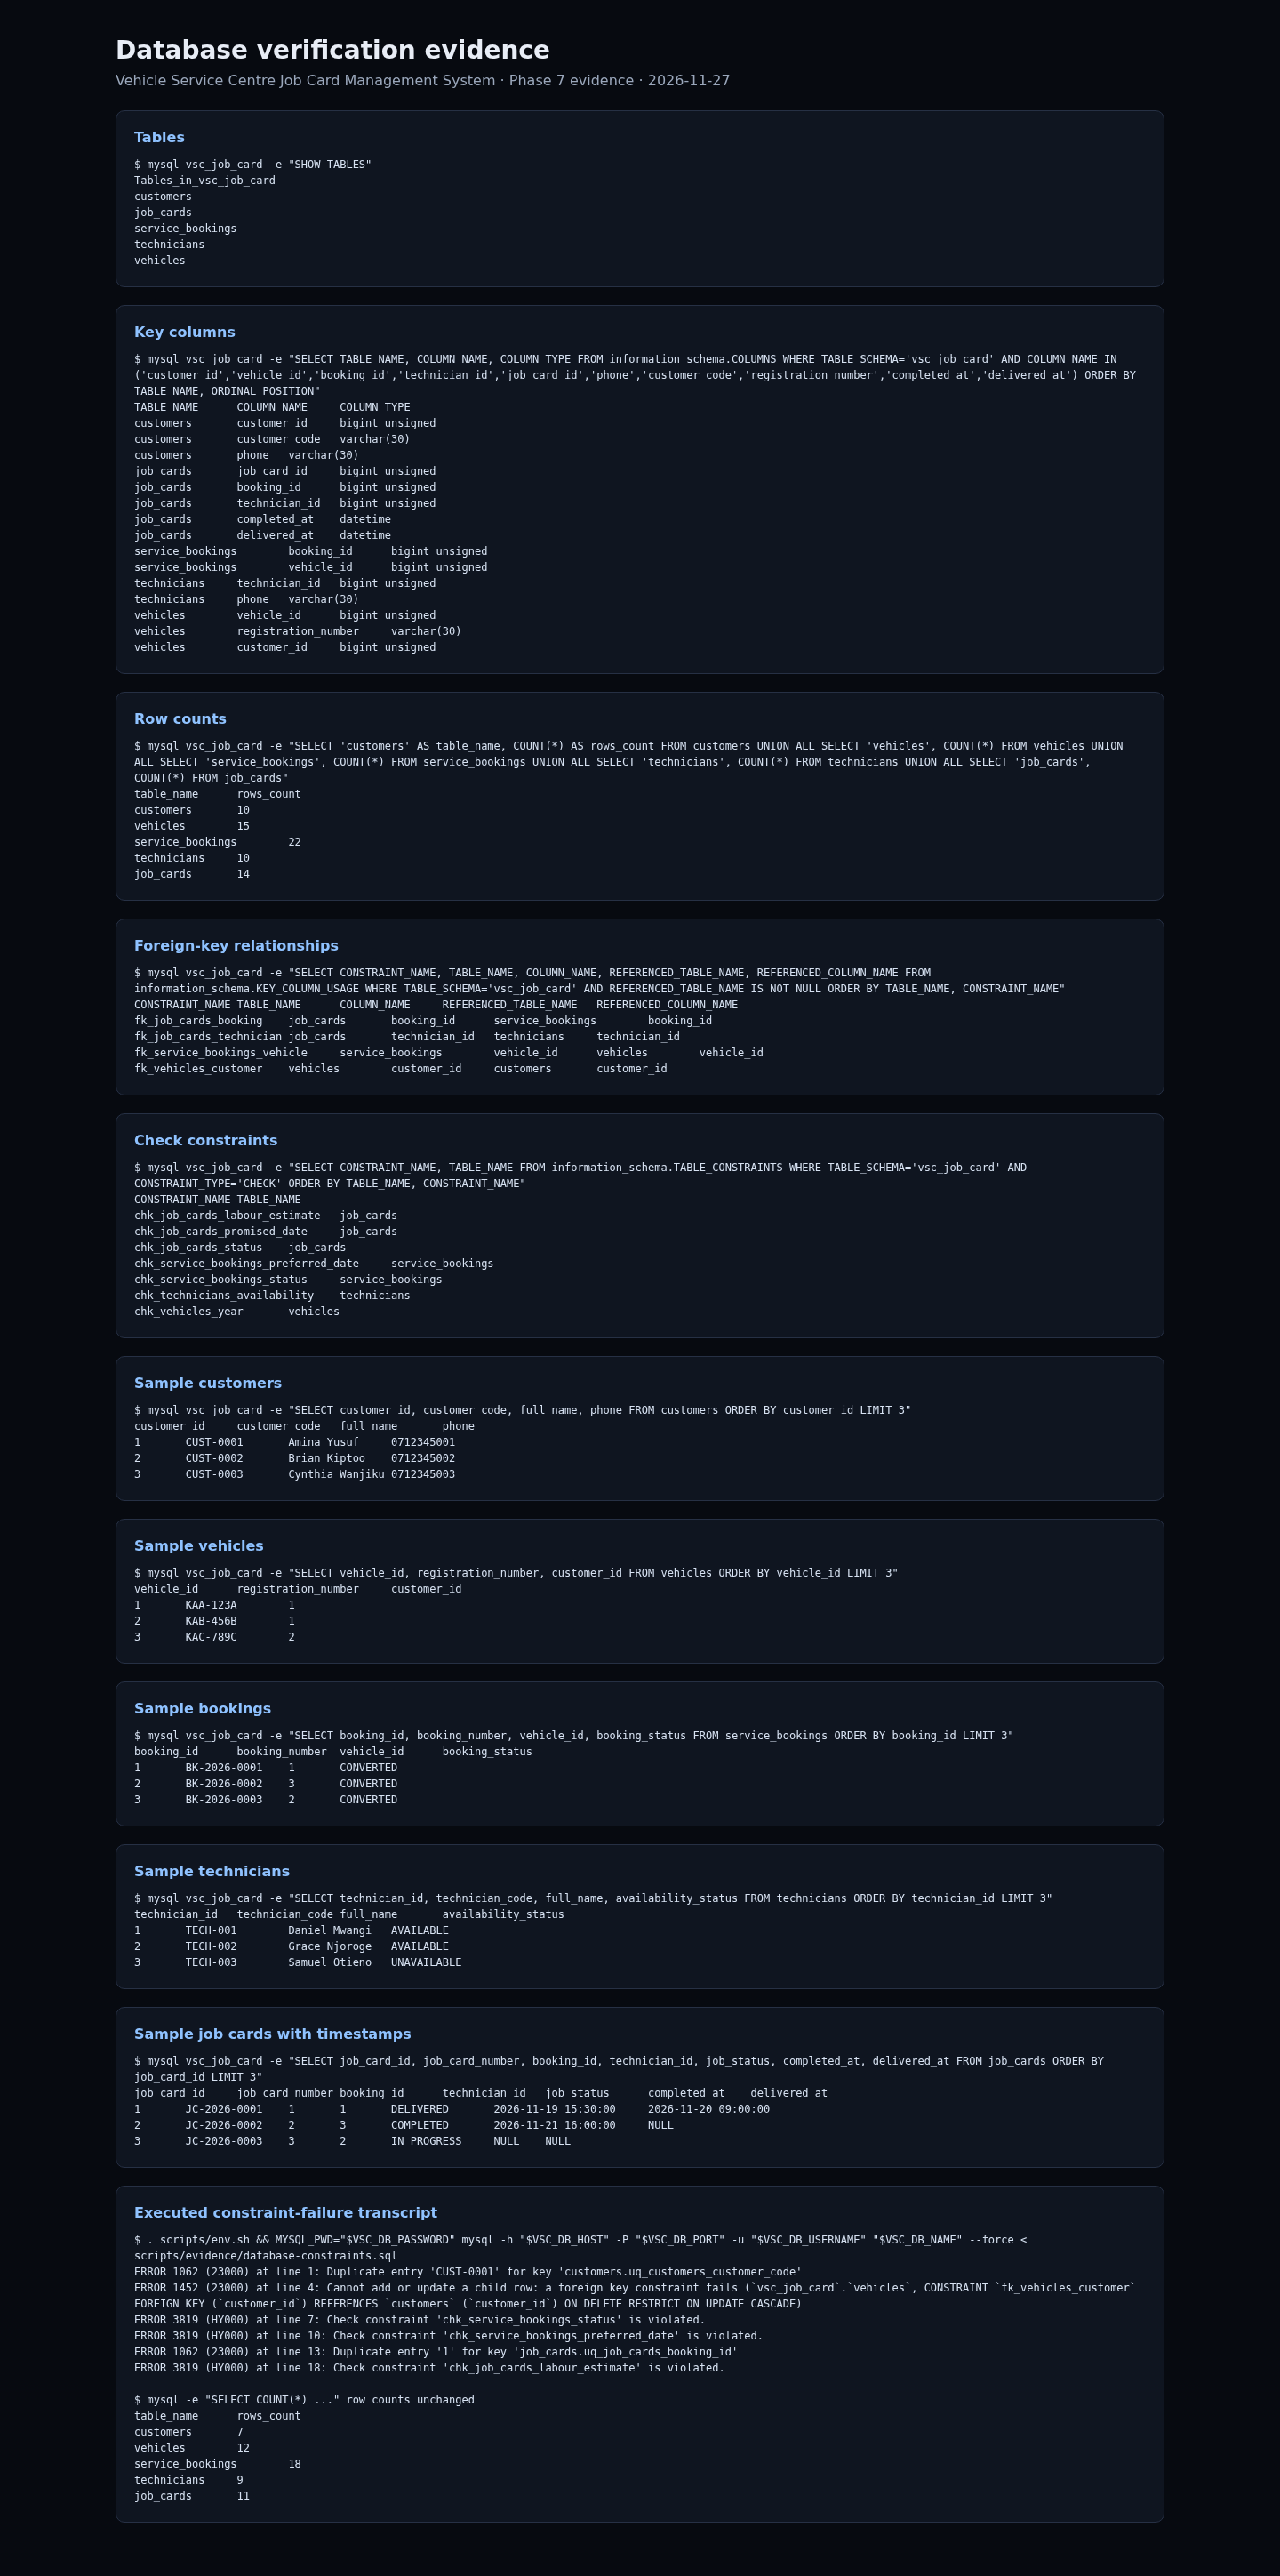 Database verification evidence
Vehicle Service Centre Job Card Management System · Phase 7 evidence · 2026-11-27
Tables
$ mysql vsc_job_card -e "SHOW TABLES"
Tables_in_vsc_job_card
customers
job_cards
service_bookings
technicians
vehicles
Key columns
$ mysql vsc_job_card -e "SELECT TABLE_NAME, COLUMN_NAME, COLUMN_TYPE FROM information_schema.COLUMNS WHERE TABLE_SCHEMA='vsc_job_card' AND COLUMN_NAME IN
('customer_id','vehicle_id','booking_id','technician_id','job_card_id','phone','customer_code','registration_number','completed_at','delivered_at') ORDER BY
TABLE_NAME, ORDINAL_POSITION"
TABLE_NAME	COLUMN_NAME	COLUMN_TYPE
customers	customer_id	bigint unsigned
customers	customer_code	varchar(30)
customers	phone	varchar(30)
job_cards	job_card_id	bigint unsigned
job_cards	booking_id	bigint unsigned
job_cards	technician_id	bigint unsigned
job_cards	completed_at	datetime
job_cards	delivered_at	datetime
service_bookings	booking_id	bigint unsigned
service_bookings	vehicle_id	bigint unsigned
technicians	technician_id	bigint unsigned
technicians	phone	varchar(30)
vehicles	vehicle_id	bigint unsigned
vehicles	registration_number	varchar(30)
vehicles	customer_id	bigint unsigned
Row counts
$ mysql vsc_job_card -e "SELECT 'customers' AS table_name, COUNT(*) AS rows_count FROM customers UNION ALL SELECT 'vehicles', COUNT(*) FROM vehicles UNION
ALL SELECT 'service_bookings', COUNT(*) FROM service_bookings UNION ALL SELECT 'technicians', COUNT(*) FROM technicians UNION ALL SELECT 'job_cards',
COUNT(*) FROM job_cards"
table_name	rows_count
customers	10
vehicles	15
service_bookings	22
technicians	10
job_cards	14
Foreign-key relationships
$ mysql vsc_job_card -e "SELECT CONSTRAINT_NAME, TABLE_NAME, COLUMN_NAME, REFERENCED_TABLE_NAME, REFERENCED_COLUMN_NAME FROM
information_schema.KEY_COLUMN_USAGE WHERE TABLE_SCHEMA='vsc_job_card' AND REFERENCED_TABLE_NAME IS NOT NULL ORDER BY TABLE_NAME, CONSTRAINT_NAME"
CONSTRAINT_NAME	TABLE_NAME	COLUMN_NAME	REFERENCED_TABLE_NAME	REFERENCED_COLUMN_NAME
fk_job_cards_booking	job_cards	booking_id	service_bookings	booking_id
fk_job_cards_technician	job_cards	technician_id	technicians	technician_id
fk_service_bookings_vehicle	service_bookings	vehicle_id	vehicles	vehicle_id
fk_vehicles_customer	vehicles	customer_id	customers	customer_id
Check constraints
$ mysql vsc_job_card -e "SELECT CONSTRAINT_NAME, TABLE_NAME FROM information_schema.TABLE_CONSTRAINTS WHERE TABLE_SCHEMA='vsc_job_card' AND
CONSTRAINT_TYPE='CHECK' ORDER BY TABLE_NAME, CONSTRAINT_NAME"
CONSTRAINT_NAME	TABLE_NAME
chk_job_cards_labour_estimate	job_cards
chk_job_cards_promised_date	job_cards
chk_job_cards_status	job_cards
chk_service_bookings_preferred_date	service_bookings
chk_service_bookings_status	service_bookings
chk_technicians_availability	technicians
chk_vehicles_year	vehicles
Sample customers
$ mysql vsc_job_card -e "SELECT customer_id, customer_code, full_name, phone FROM customers ORDER BY customer_id LIMIT 3"
customer_id	customer_code	full_name	phone
1	CUST-0001	Amina Yusuf	0712345001
2	CUST-0002	Brian Kiptoo	0712345002
3	CUST-0003	Cynthia Wanjiku	0712345003
Sample vehicles
$ mysql vsc_job_card -e "SELECT vehicle_id, registration_number, customer_id FROM vehicles ORDER BY vehicle_id LIMIT 3"
vehicle_id	registration_number	customer_id
1	KAA-123A	1
2	KAB-456B	1
3	KAC-789C	2
Sample bookings
$ mysql vsc_job_card -e "SELECT booking_id, booking_number, vehicle_id, booking_status FROM service_bookings ORDER BY booking_id LIMIT 3"
booking_id	booking_number	vehicle_id	booking_status
1	BK-2026-0001	1	CONVERTED
2	BK-2026-0002	3	CONVERTED
3	BK-2026-0003	2	CONVERTED
Sample technicians
$ mysql vsc_job_card -e "SELECT technician_id, technician_code, full_name, availability_status FROM technicians ORDER BY technician_id LIMIT 3"
technician_id	technician_code	full_name	availability_status
1	TECH-001	Daniel Mwangi	AVAILABLE
2	TECH-002	Grace Njoroge	AVAILABLE
3	TECH-003	Samuel Otieno	UNAVAILABLE
Sample job cards with timestamps
$ mysql vsc_job_card -e "SELECT job_card_id, job_card_number, booking_id, technician_id, job_status, completed_at, delivered_at FROM job_cards ORDER BY
job_card_id LIMIT 3"
job_card_id	job_card_number	booking_id	technician_id	job_status	completed_at	delivered_at
1	JC-2026-0001	1	1	DELIVERED	2026-11-19 15:30:00	2026-11-20 09:00:00
2	JC-2026-0002	2	3	COMPLETED	2026-11-21 16:00:00	NULL
3	JC-2026-0003	3	2	IN_PROGRESS	NULL	NULL
Executed constraint-failure transcript
$ . scripts/env.sh && MYSQL_PWD="$VSC_DB_PASSWORD" mysql -h "$VSC_DB_HOST" -P "$VSC_DB_PORT" -u "$VSC_DB_USERNAME" "$VSC_DB_NAME" --force <
scripts/evidence/database-constraints.sql
ERROR 1062 (23000) at line 1: Duplicate entry 'CUST-0001' for key 'customers.uq_customers_customer_code'
ERROR 1452 (23000) at line 4: Cannot add or update a child row: a foreign key constraint fails (`vsc_job_card`.`vehicles`, CONSTRAINT `fk_vehicles_customer`
FOREIGN KEY (`customer_id`) REFERENCES `customers` (`customer_id`) ON DELETE RESTRICT ON UPDATE CASCADE)
ERROR 3819 (HY000) at line 7: Check constraint 'chk_service_bookings_status' is violated.
ERROR 3819 (HY000) at line 10: Check constraint 'chk_service_bookings_preferred_date' is violated.
ERROR 1062 (23000) at line 13: Duplicate entry '1' for key 'job_cards.uq_job_cards_booking_id'
ERROR 3819 (HY000) at line 18: Check constraint 'chk_job_cards_labour_estimate' is violated.
$ mysql -e "SELECT COUNT(*) ..." row counts unchanged
table_name	rows_count
customers	7
vehicles	12
service_bookings	18
technicians	9
job_cards	11